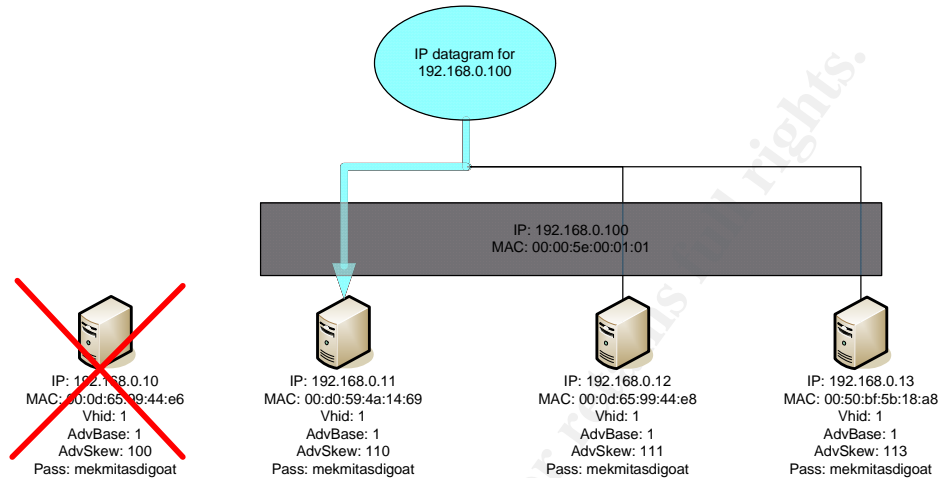 IP datagram for
192.168.0.100
IP: 192.168.0.100
MAC: 00:00:5e:00:01:01
IP: 192.168.0.10
MAC: 00:0d:65:99:44:e6
Vhid: 1
AdvBase: 1
AdvSkew: 100
Pass: mekmitasdigoat
IP: 192.168.0.11
MAC: 00:d0:59:4a:14:69
Vhid: 1
AdvBase: 1
AdvSkew: 110
Pass: mekmitasdigoat
IP: 192.168.0.12
MAC: 00:0d:65:99:44:e8
Vhid: 1
AdvBase: 1
AdvSkew: 111
Pass: mekmitasdigoat
IP: 192.168.0.13
MAC: 00:50:bf:5b:18:a8
Vhid: 1
AdvBase: 1
AdvSkew: 113
Pass: mekmitasdigoat
full rights.